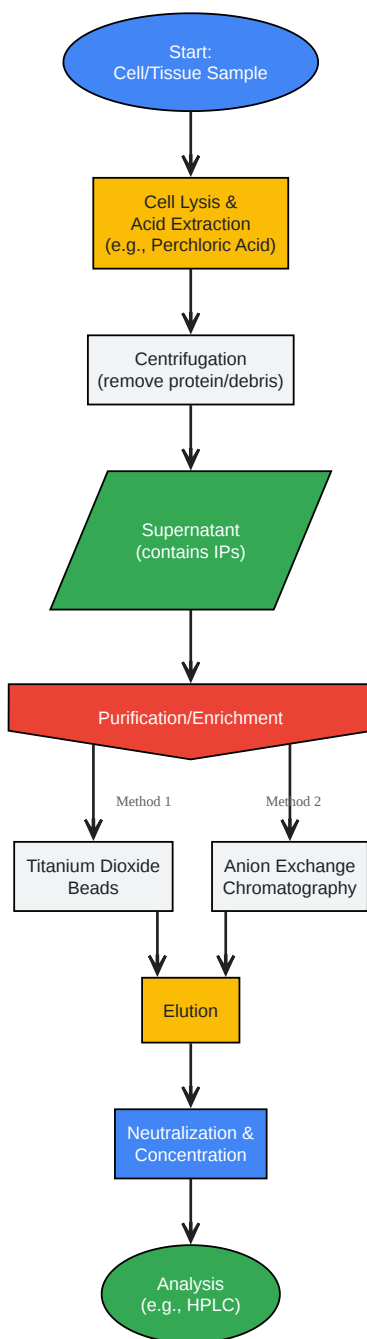 Start:
Cell/Tissue Sample
Cell Lysis &
Acid Extraction
(e.g., Perchloric Acid)
Centrifugation
(remove protein/debris)
Supernatant
(contains IPs)
Purification/Enrichment
Method 1
Method 2
Titanium Dioxide
Beads
Anion Exchange
Chromatography
Elution
Neutralization &
Concentration
Analysis
(e.g., HPLC)